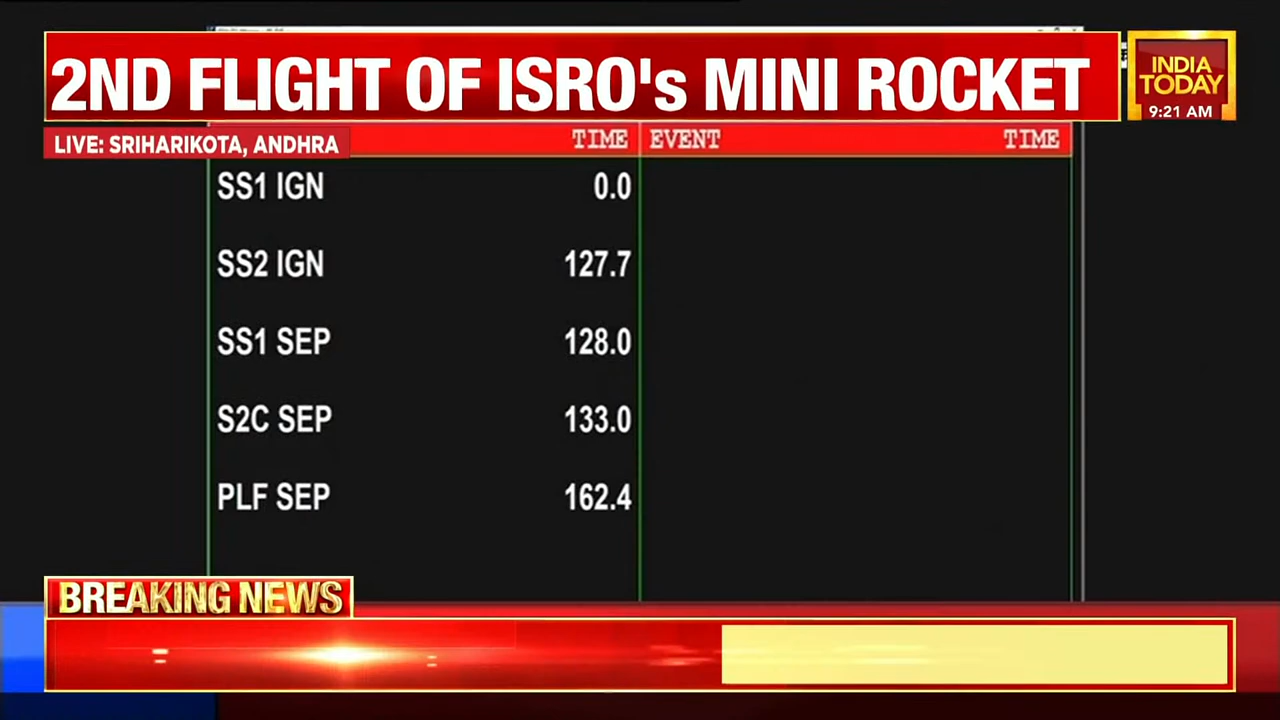 2ND FLIGHT OF ISRO's MINI ROCKET
INDIA
TODAY
9:21 AM
LIVE: SRIHARIKOTA, ANDHRA
TIME EVENT TIME
SS1 IGN 0.0
SS2 IGN 127.7
SS1 SEP 128.0
S2C SEP 133.0
PLF SEP 162.4
BREAKING NEWS